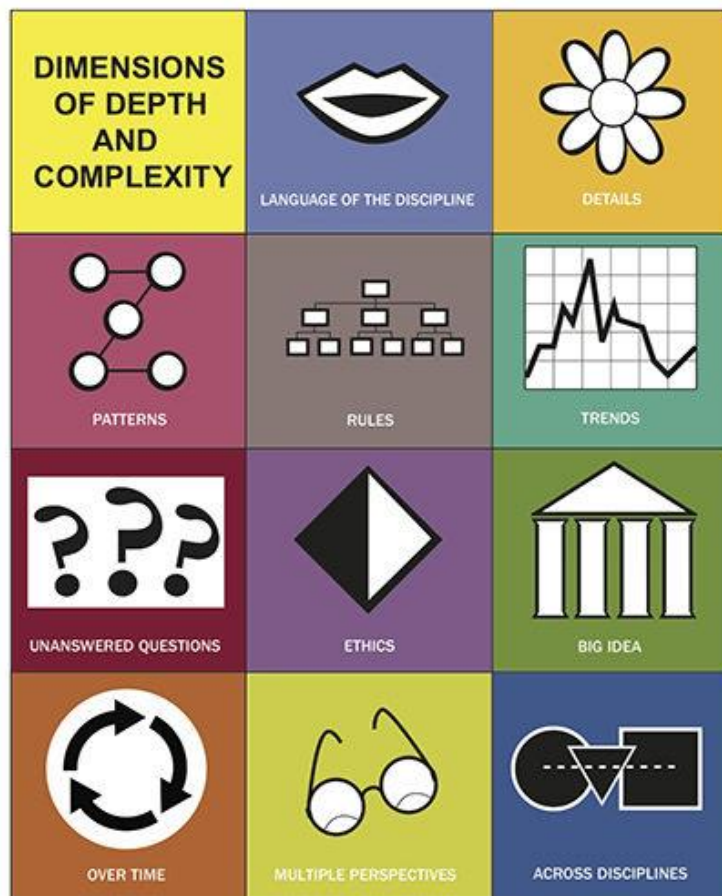 DIMENSIONS
OF DEPTH
AND
COMPLEXITY
LANGUAGE OF THE DISCIPLINE
DETAILS
PATTERNS
RULES
TRENDS
???
UNANSWERED QUESTIONS
ETHICS
BIG IDEA
OVER TIME
MULTIPLE PERSPECTIVES
ACROSS DISCIPLINES